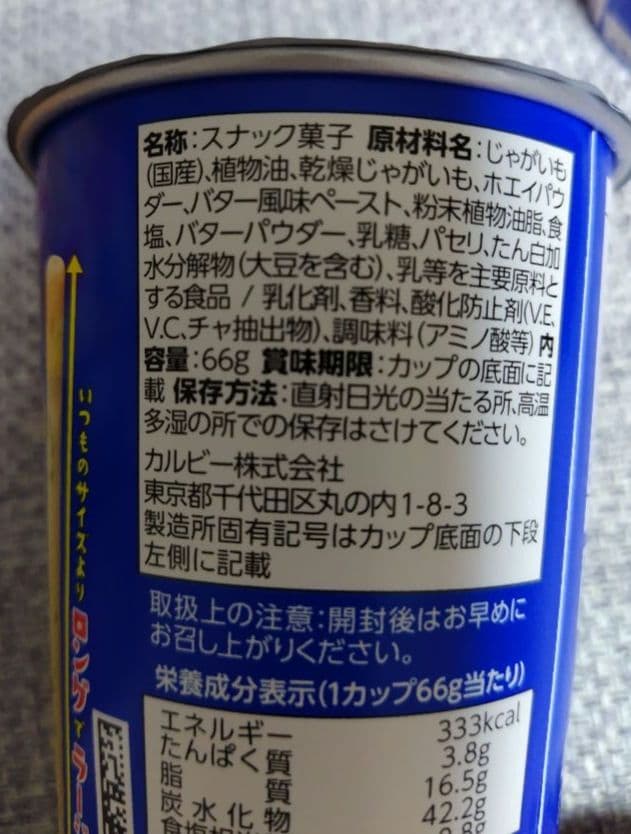 名称:スナック菓子 原材料名:じゃがいも
(国産)、植物油、乾燥じゃがいも、ホエイパウ
ダー、バター風味ペースト、粉末植物油脂、食
塩、バターパウダー、乳糖、パセリ、たん白加
水分解物(大豆を含む)、乳等を主要原料と
する食品 / 乳化剤、香料、酸化防止剤(V.E、
V.C、チャ抽出物)、調味料(アミノ酸等) 内
容量:66g 賞味期限:カップの底面に記
載 保存方法:直射日光の当たる所、高温
多湿の所での保存はさけてください。
カルビー株式会社
東京都千代田区丸の内1-8-3
製造所固有記号はカップ底面の下段
左側に記載
取扱上の注意:開封後はお早めに
お召し上がりください。
栄養成分表示(1カップ66g当たり)
エネルギー 333kcal
たんぱく質 3.8g
脂質 16.5g
炭水化物 42.2g
いつものサイズより
ロングで